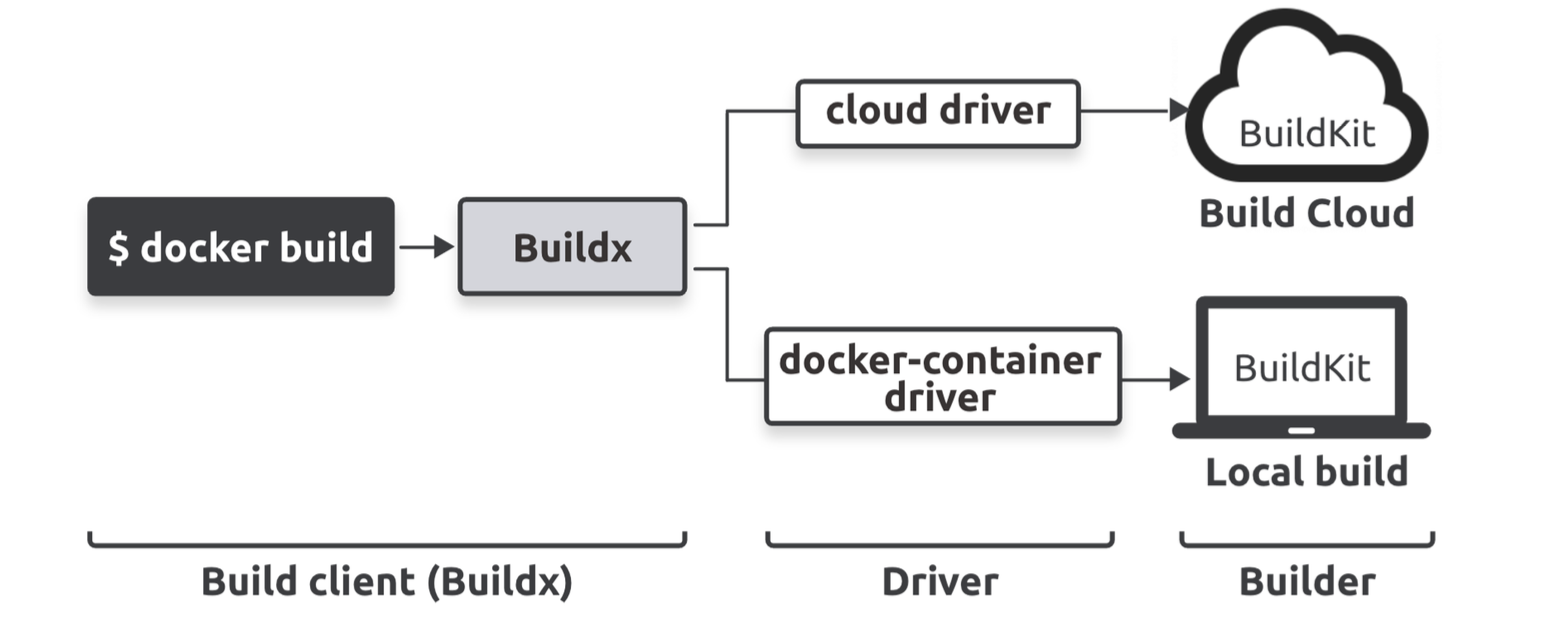 cloud driver
BuildKit
Build Cloud
$ docker build
Buildx
docker-container
driver
BuildKit
Local build
Build client (Buildx)
Driver
Builder